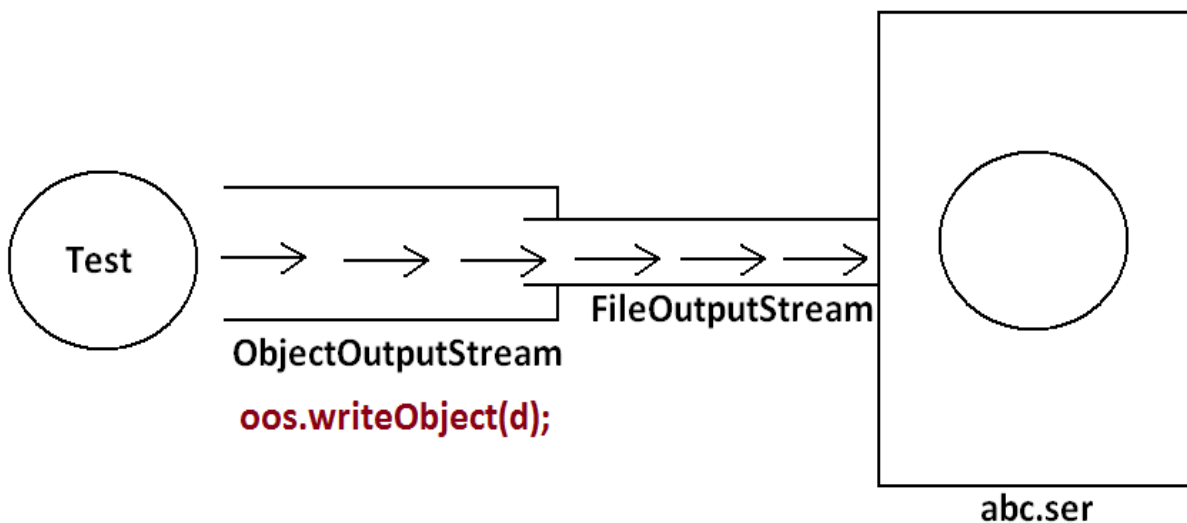 Test
FileOutputStream
ObjectOutputStream
oos.writeObject(d);
abc.ser